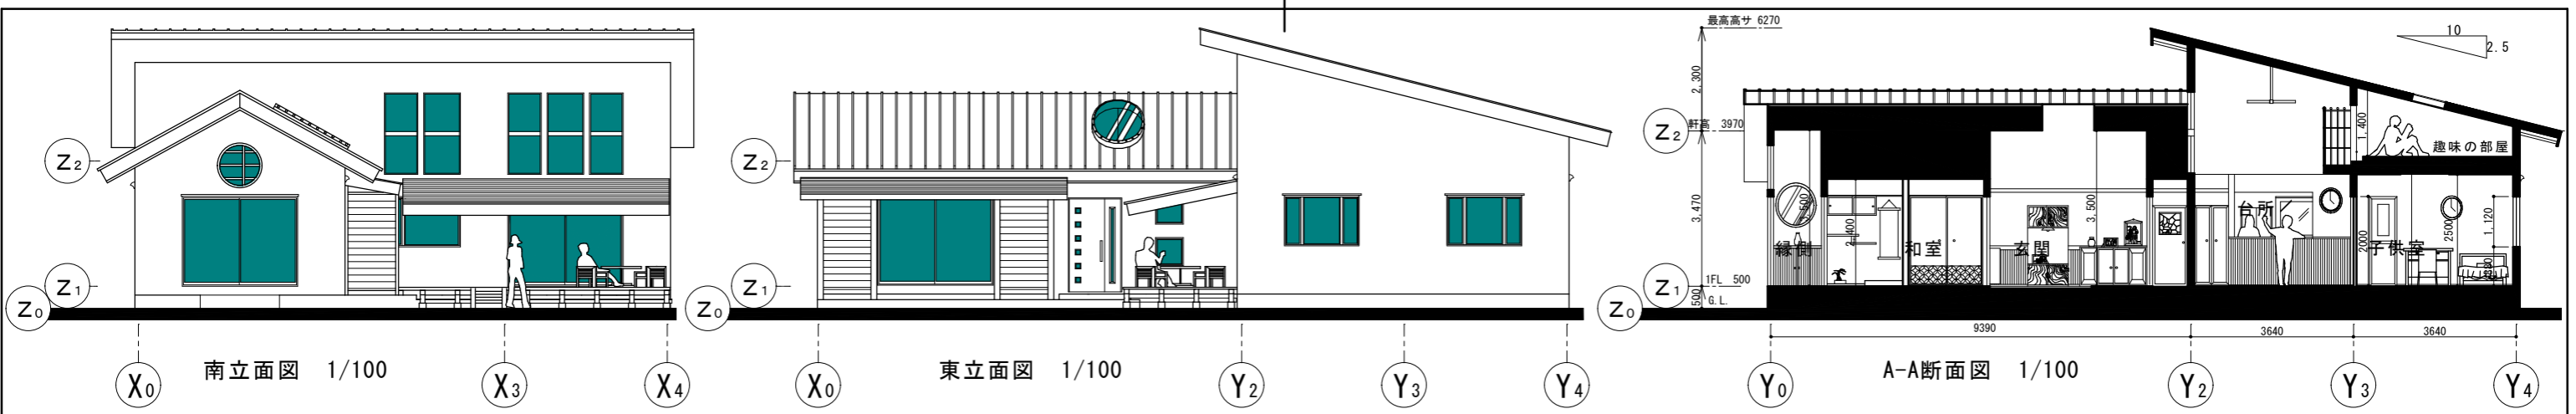 Z2
Z1
Z0
X0
X3
X4
南立面図 1/100
Z2
Z1
Z0
X0
Y2
Y3
Y4
東立面図 1/100
最高高サ 6270
2,300
軒高 3970
Z2
3,470
1FL 500
Z1
500
G.L.
Z0
10
2.5
1,400
趣味の部屋
2,400
3,500
台所
縁側
和室
玄関
子供室
2000
2500
1,120
9390
3640
3640
Y0
Y2
Y3
Y4
A-A断面図 1/100